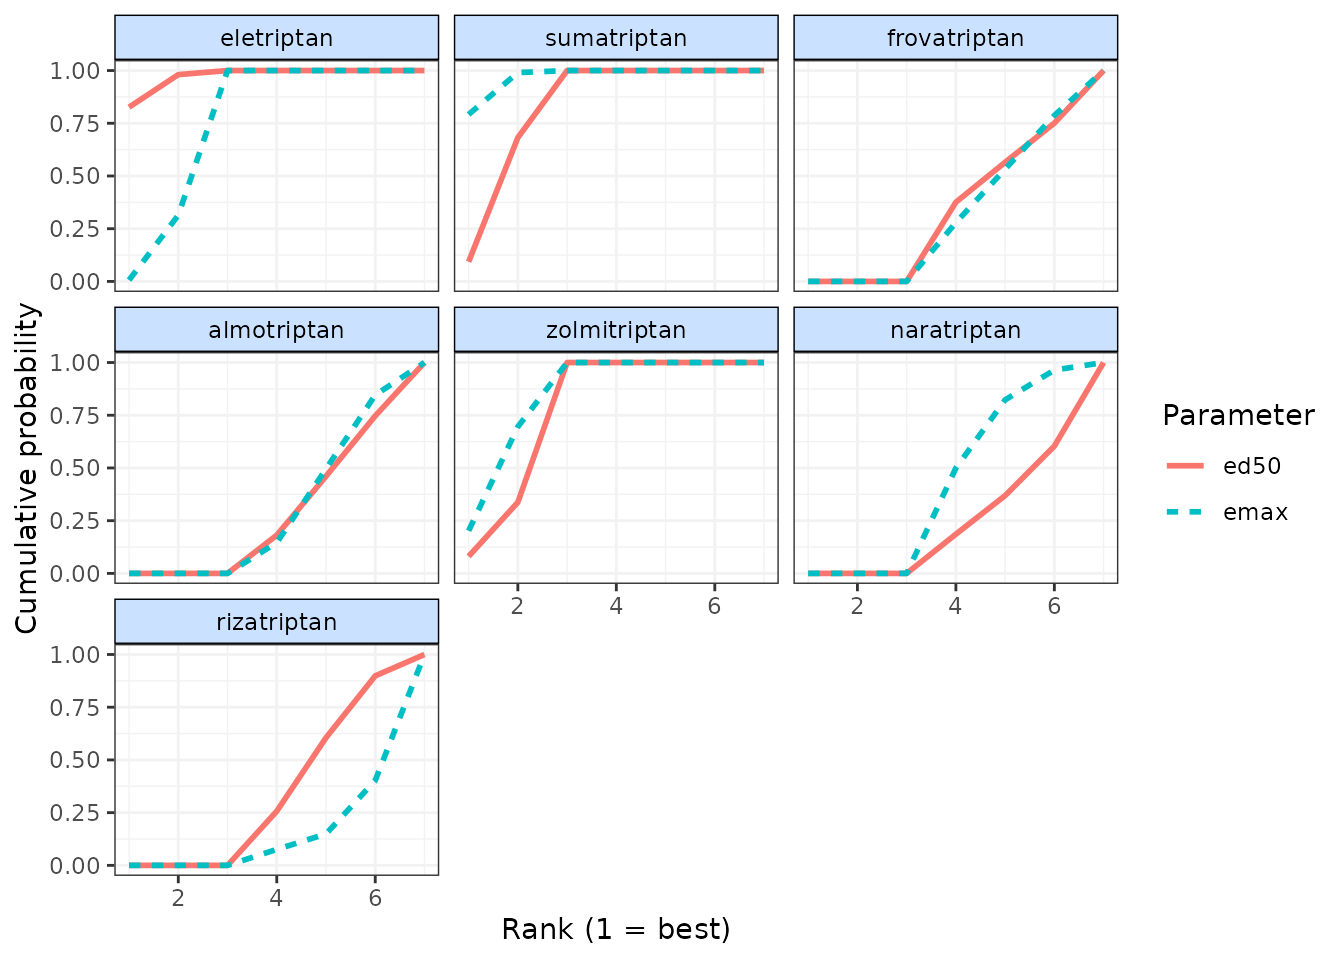 eletriptan
sumatriptan
frovatriptan
1.00
0.75
0.50
0.25
0.00
almotriptan
zolmitriptan
naratriptan
1.00
0.75
0.50
0.25
0.00
2 4 6
2 4 6
rizatriptan
1.00
0.75
0.50
0.25
0.00
2 4 6
Cumulative probability
Rank (1 = best)
Parameter
ed50
emax